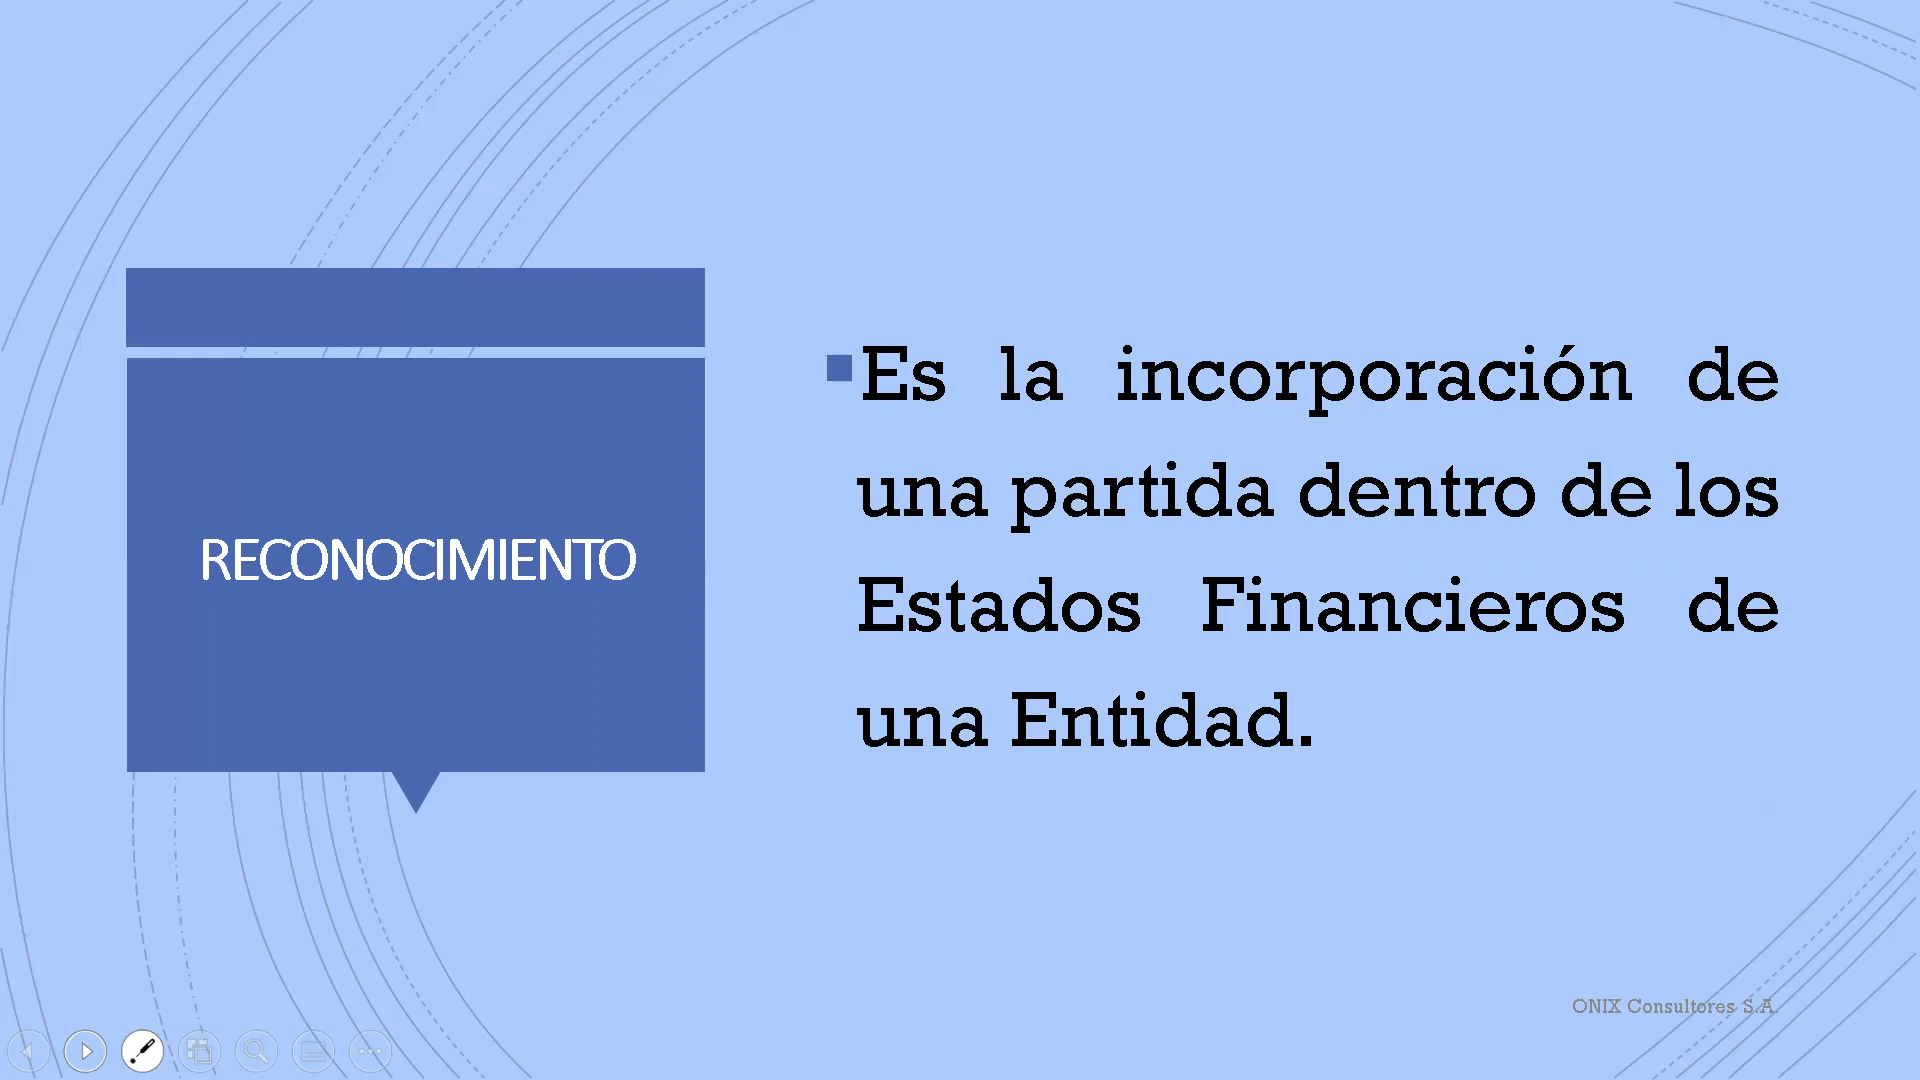 RECONOCIMIENTO
Es la incorporación de
una partida dentro de los
Estados Financieros de
una Entidad.
ONIX Consultores S.A.